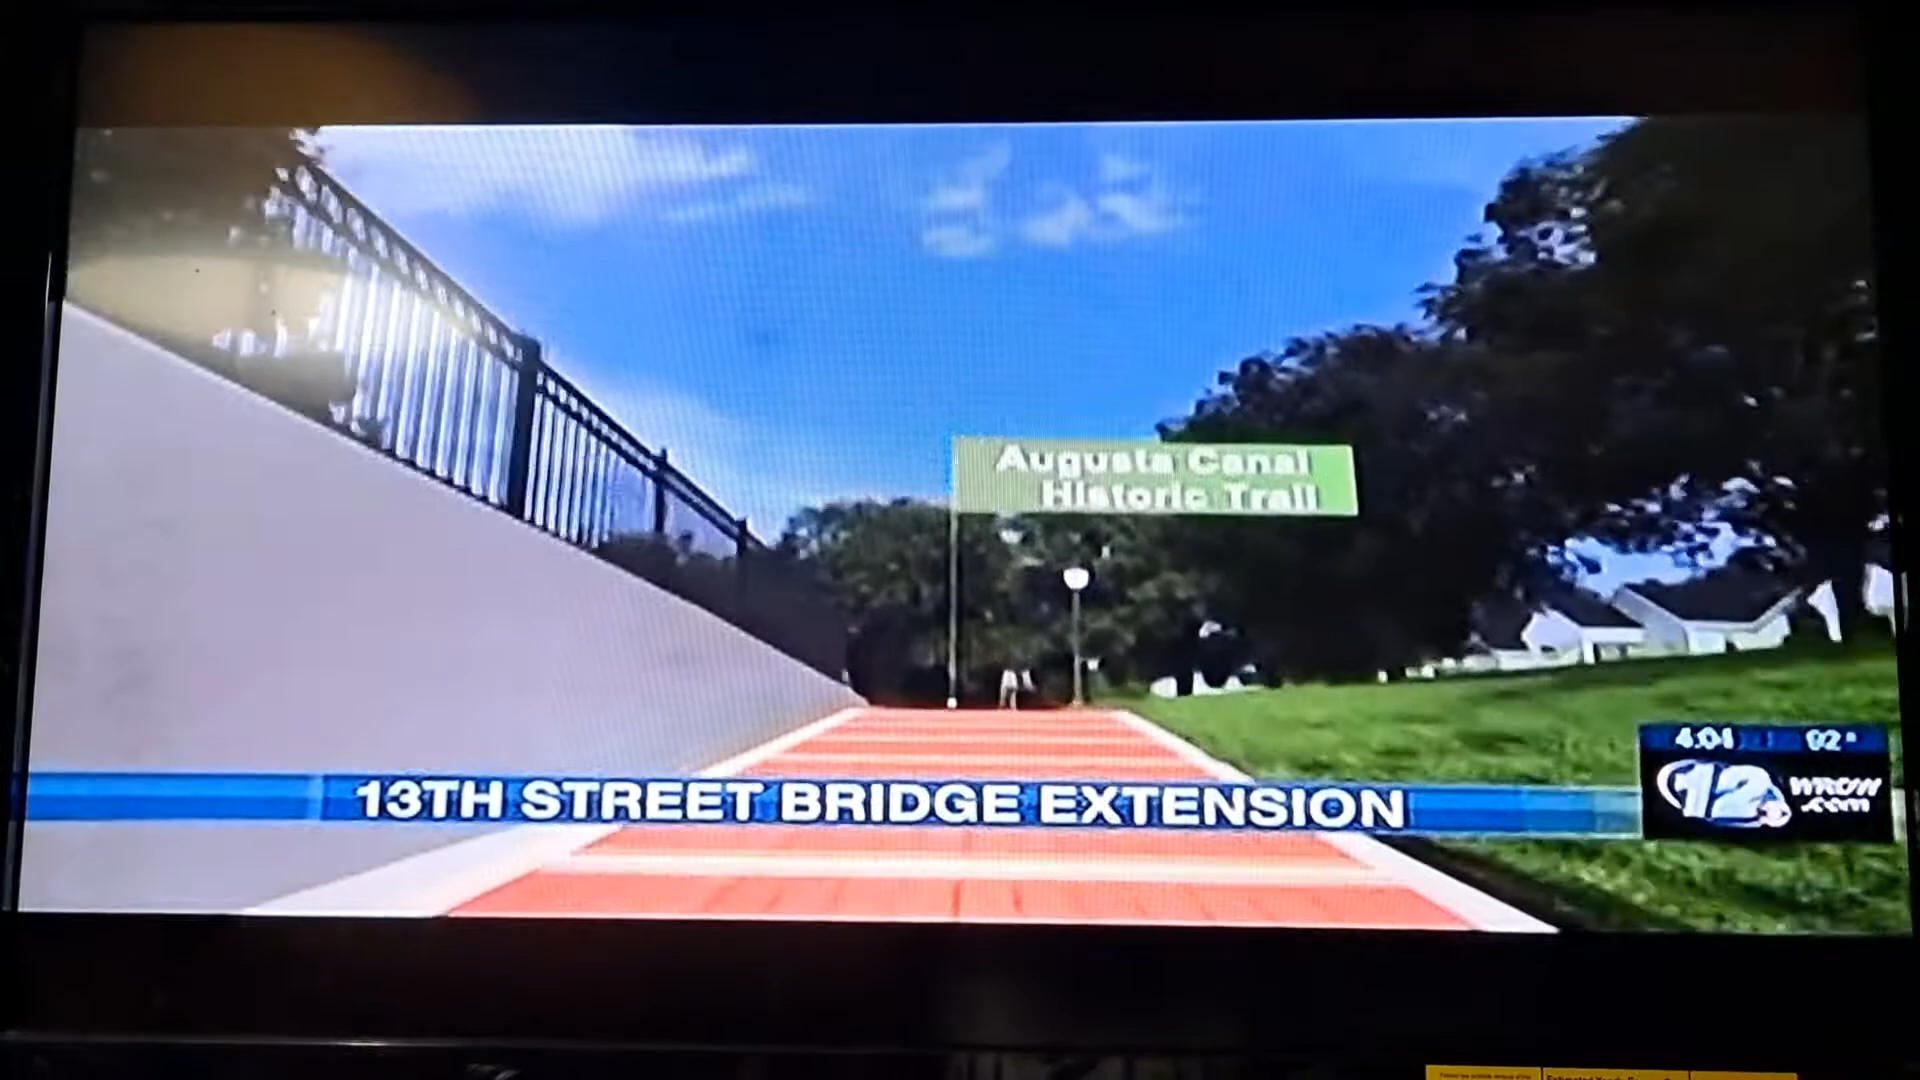 Augusta Canal
Historic Trail
13TH STREET BRIDGE EXTENSION
4:01 92°
12 WRDW
.com